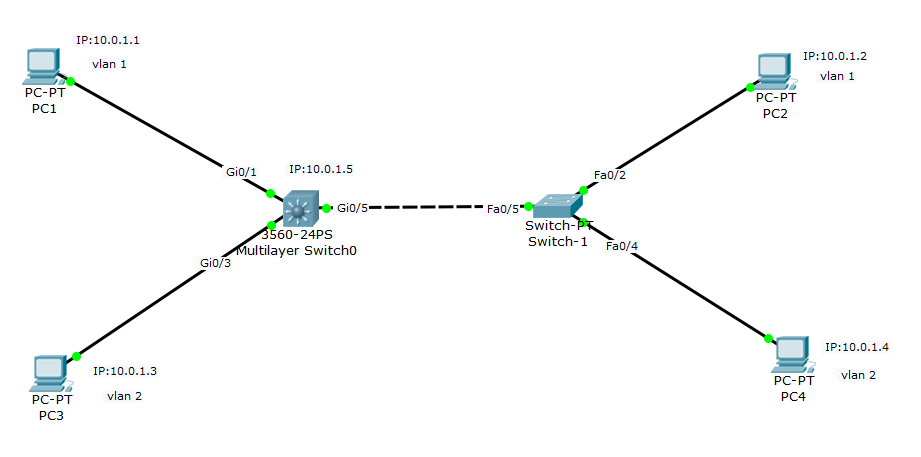 IP:10.0.1.1
vlan 1
PC-PT
PC1
IP:10.0.1.2
vlan 1
PC-PT
PC2
Gi0/1
IP:10.0.1.5
Gi0/5
3560-24PS
Multilayer Switch0
Gi0/3
Fa0/2
Fa0/5
Switch-PT
Switch-1
Fa0/4
IP:10.0.1.3
vlan 2
PC-PT
PC3
IP:10.0.1.4
vlan 2
PC-PT
PC4